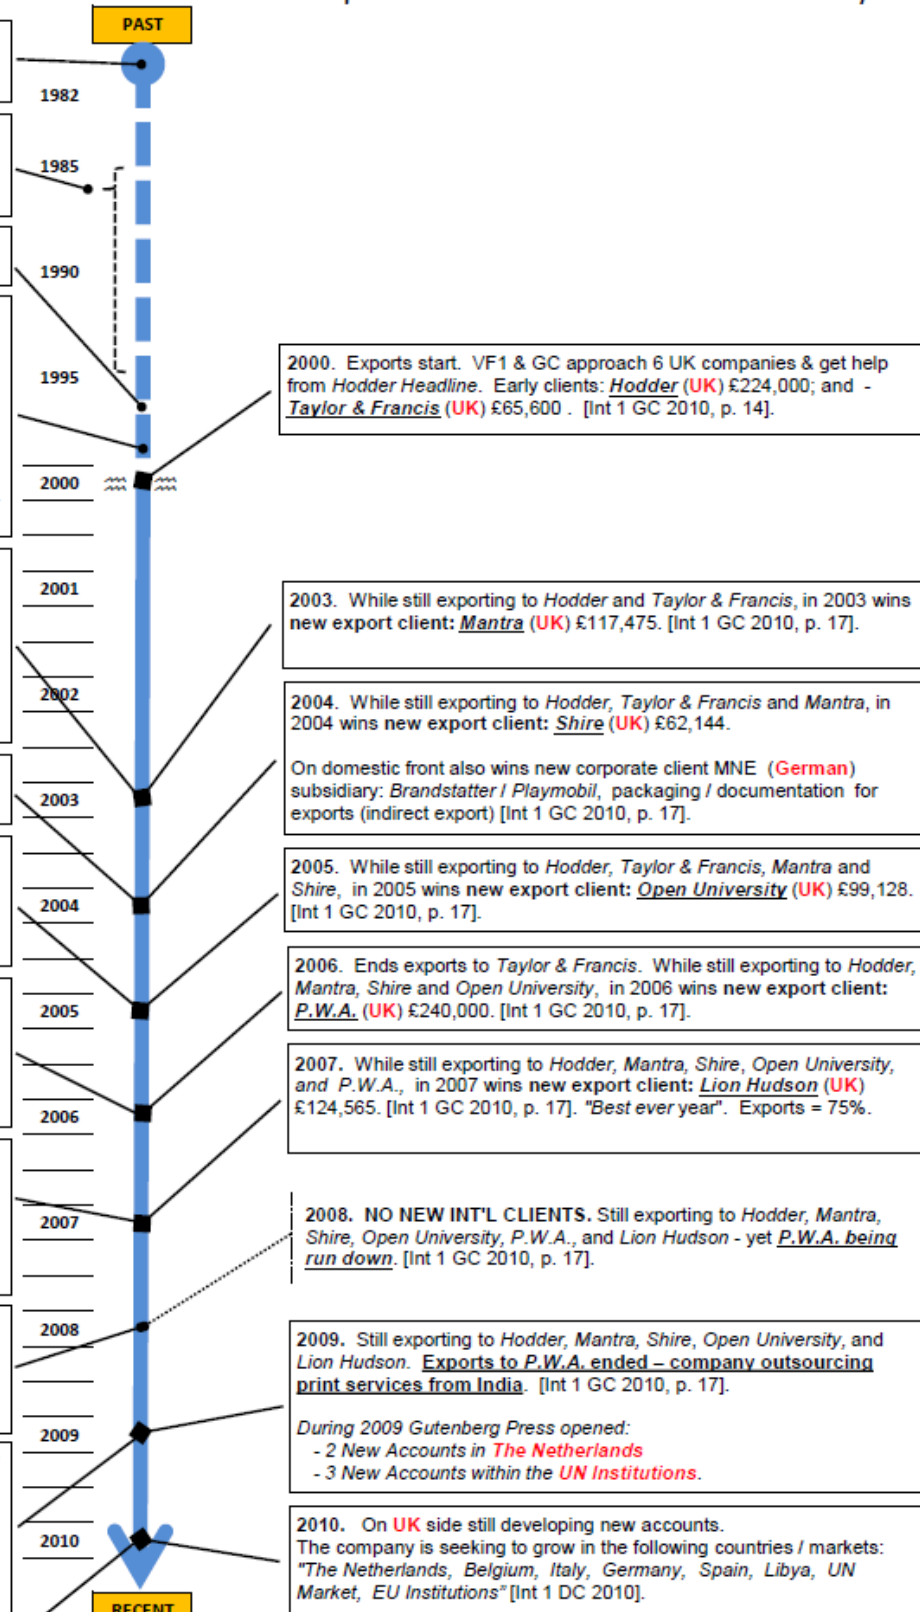 PAST
1982
1985
1990
1995
2000
2001
2002
2003
2004
2005
2006
2007
2008
2009
2010
RECENT
2000. Exports start. VF1 & GC approach 6 UK companies & get help
from Hodder Headline. Early clients: Hodder (UK) £224,000; and -
Taylor & Francis (UK) £65,600 . [Int 1 GC 2010, p. 14].
2003. While still exporting to Hodder and Taylor & Francis, in 2003 wins
new export client: Mantra (UK) £117,475. [Int 1 GC 2010, p. 17].
2004. While still exporting to Hodder, Taylor & Francis and Mantra, in
2004 wins new export client: Shire (UK) £62,144.
On domestic front also wins new corporate client MNE (German)
subsidiary: Brandstatter / Playmobil, packaging / documentation for
exports (indirect export) [Int 1 GC 2010, p. 17].
2005. While still exporting to Hodder, Taylor & Francis, Mantra and
Shire, in 2005 wins new export client: Open University (UK) £99,128.
[Int 1 GC 2010, p. 17].
2006. Ends exports to Taylor & Francis. While still exporting to Hodder,
Mantra, Shire and Open University, in 2006 wins new export client:
P.W.A. (UK) £240,000. [Int 1 GC 2010, p. 17].
2007. While still exporting to Hodder, Mantra, Shire, Open University,
and P.W.A., in 2007 wins new export client: Lion Hudson (UK)
£124,565. [Int 1 GC 2010, p. 17]. "Best ever year". Exports = 75%.
2008. NO NEW INT'L CLIENTS. Still exporting to Hodder, Mantra,
Shire, Open University, P.W.A., and Lion Hudson - yet P.W.A. being
run down. [Int 1 GC 2010, p. 17].
2009. Still exporting to Hodder, Mantra, Shire, Open University, and
Lion Hudson. Exports to P.W.A. ended – company outsourcing
print services from India. [Int 1 GC 2010, p. 17].
During 2009 Gutenberg Press opened:
- 2 New Accounts in The Netherlands
- 3 New Accounts within the UN Institutions.
2010. On UK side still developing new accounts.
The company is seeking to grow in the following countries / markets:
"The Netherlands, Belgium, Italy, Germany, Spain, Libya, UN
Market, EU Institutions" [Int 1 DC 2010].